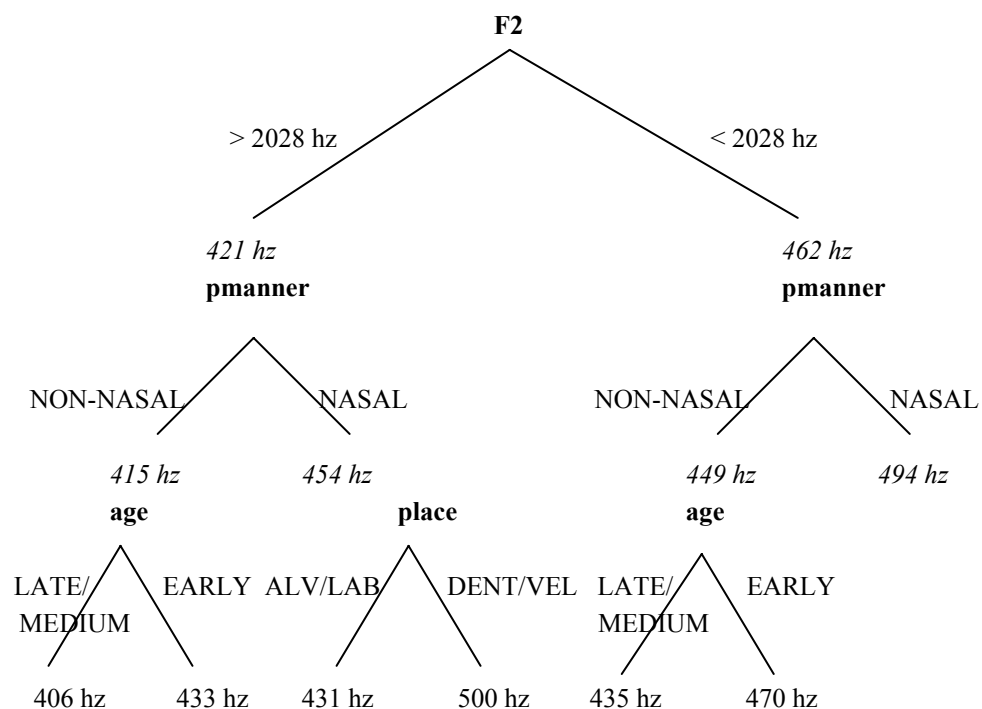 F2
> 2028 hz < 2028 hz
421 hz 462 hz
pmanner pmanner
NON-NASAL NASAL NON-NASAL NASAL
415 hz 454 hz 449 hz 494 hz
age place age
LATE/ EARLY ALV/LAB DENT/VEL LATE/ EARLY
MEDIUM MEDIUM
406 hz 433 hz 431 hz 500 hz 435 hz 470 hz